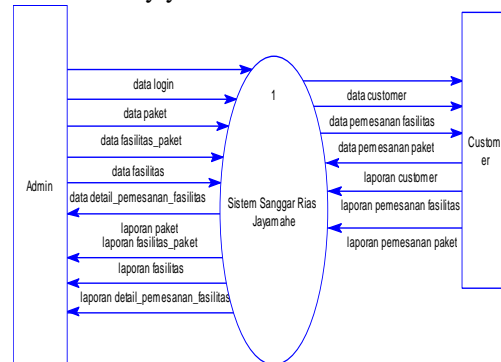 data login
data paket
data fasilitas_paket
data fasilitas
data detail_pemesanan_fasilitas
laporan paket
laporan fasilitas_paket
laporan fasilitas
laporan detail_pemesanan_fasilitas
Admin
1
Sistem Sanggar Rias
Jayamahe
data customer
data pemesanan fasilitas
data pemesanan paket
laporan customer
laporan pemesanan fasilitas
laporan pemesanan paket
Custom
er